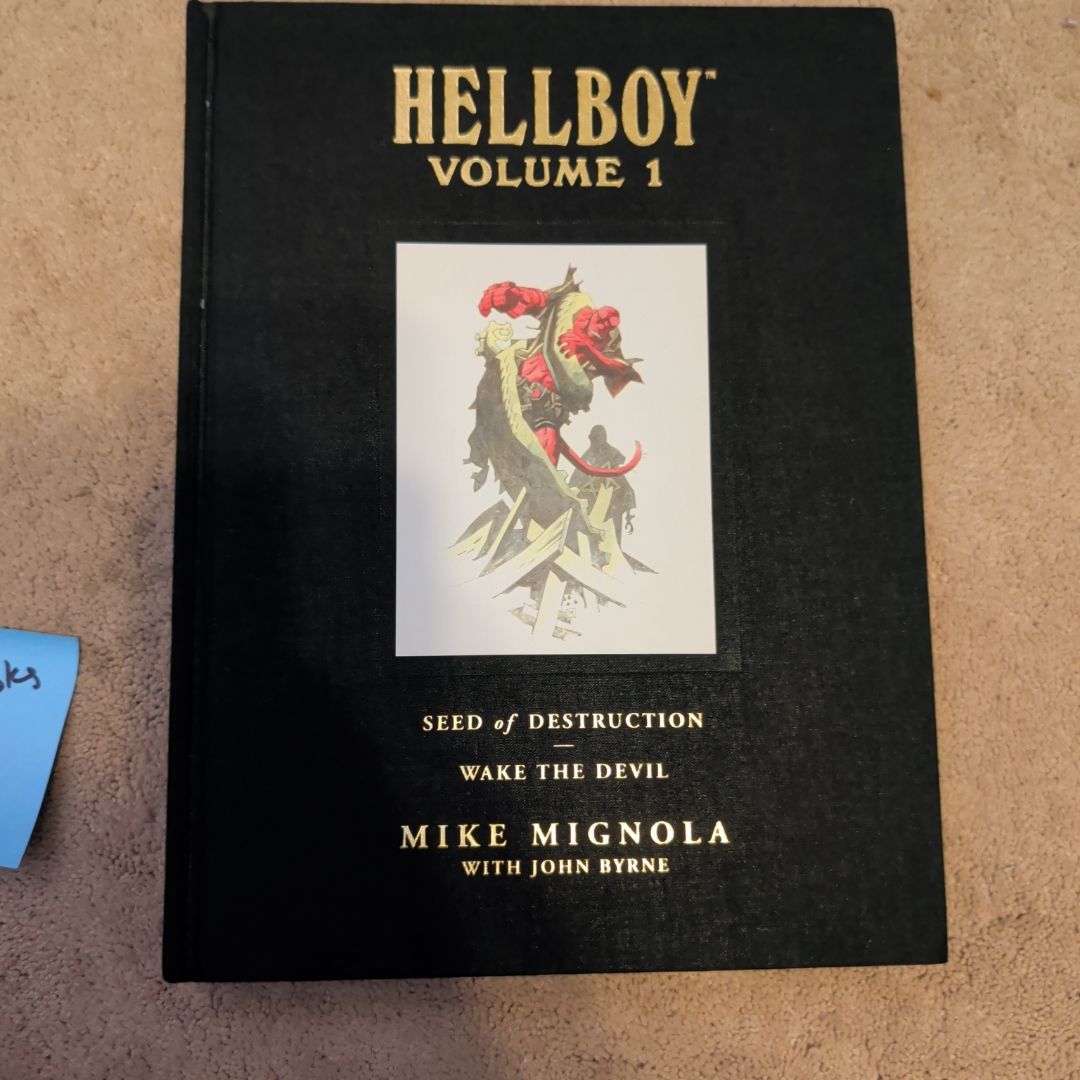 HELLBOY™
VOLUME 1
SEED of DESTRUCTION
WAKE THE DEVIL
MIKE MIGNOLA
WITH JOHN BYRNE